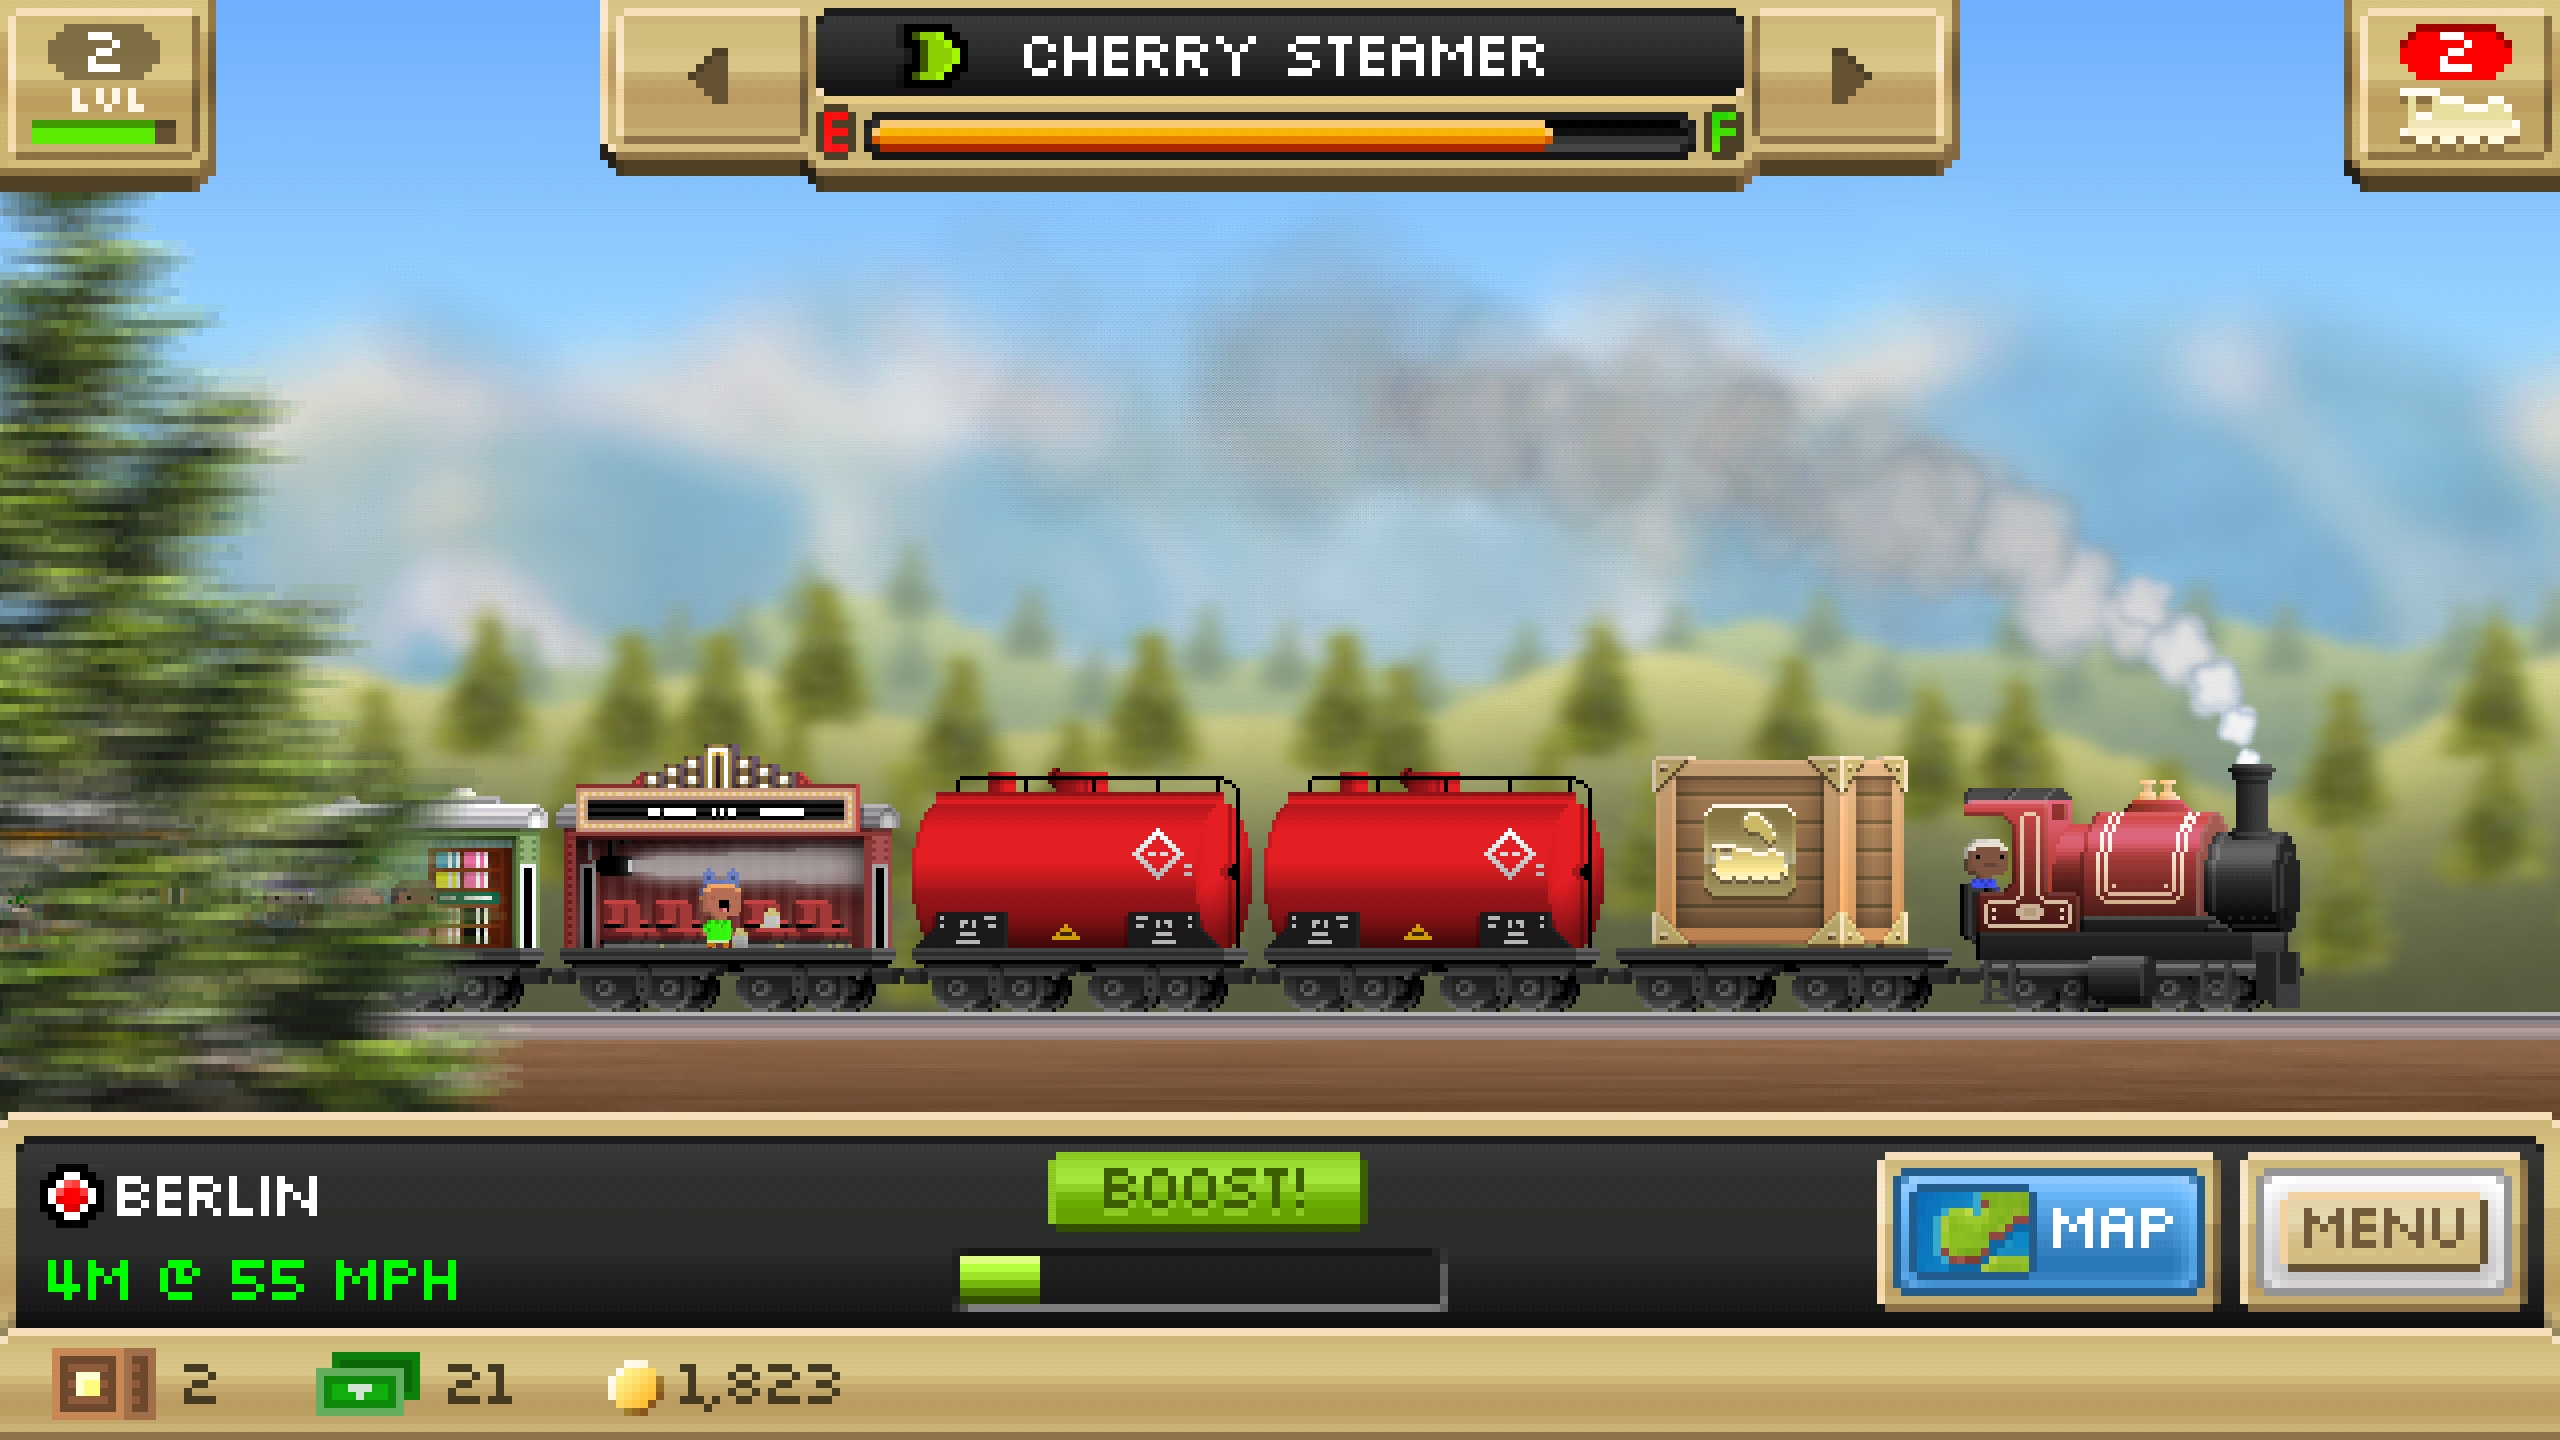 2
LVL
CHERRY STEAMER
E F
2
BERLIN
4M @ 55 MPH
BOOST!
MAP
MENU
2 21 1,823